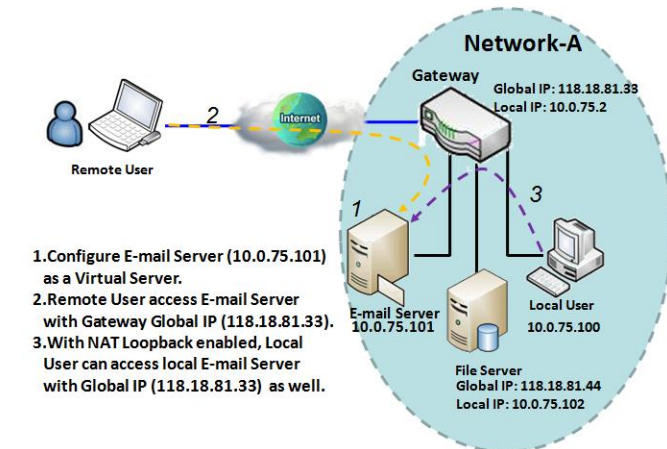 Network-A
Gateway
Global IP: 118.18.81.33
Local IP: 10.0.75.2
2
Internet
Remote User
1
3
1.Configure E-mail Server (10.0.75.101)
as a Virtual Server.
2.Remote User access E-mail Server
with Gateway Global IP (118.18.81.33).
3.With NAT Loopback enabled, Local
User can access local E-mail Server
with Global IP (118.18.81.33) as well.
E-mail Server
10.0.75.101
Local User
10.0.75.100
File Server
Global IP: 118.18.81.44
Local IP: 10.0.75.102